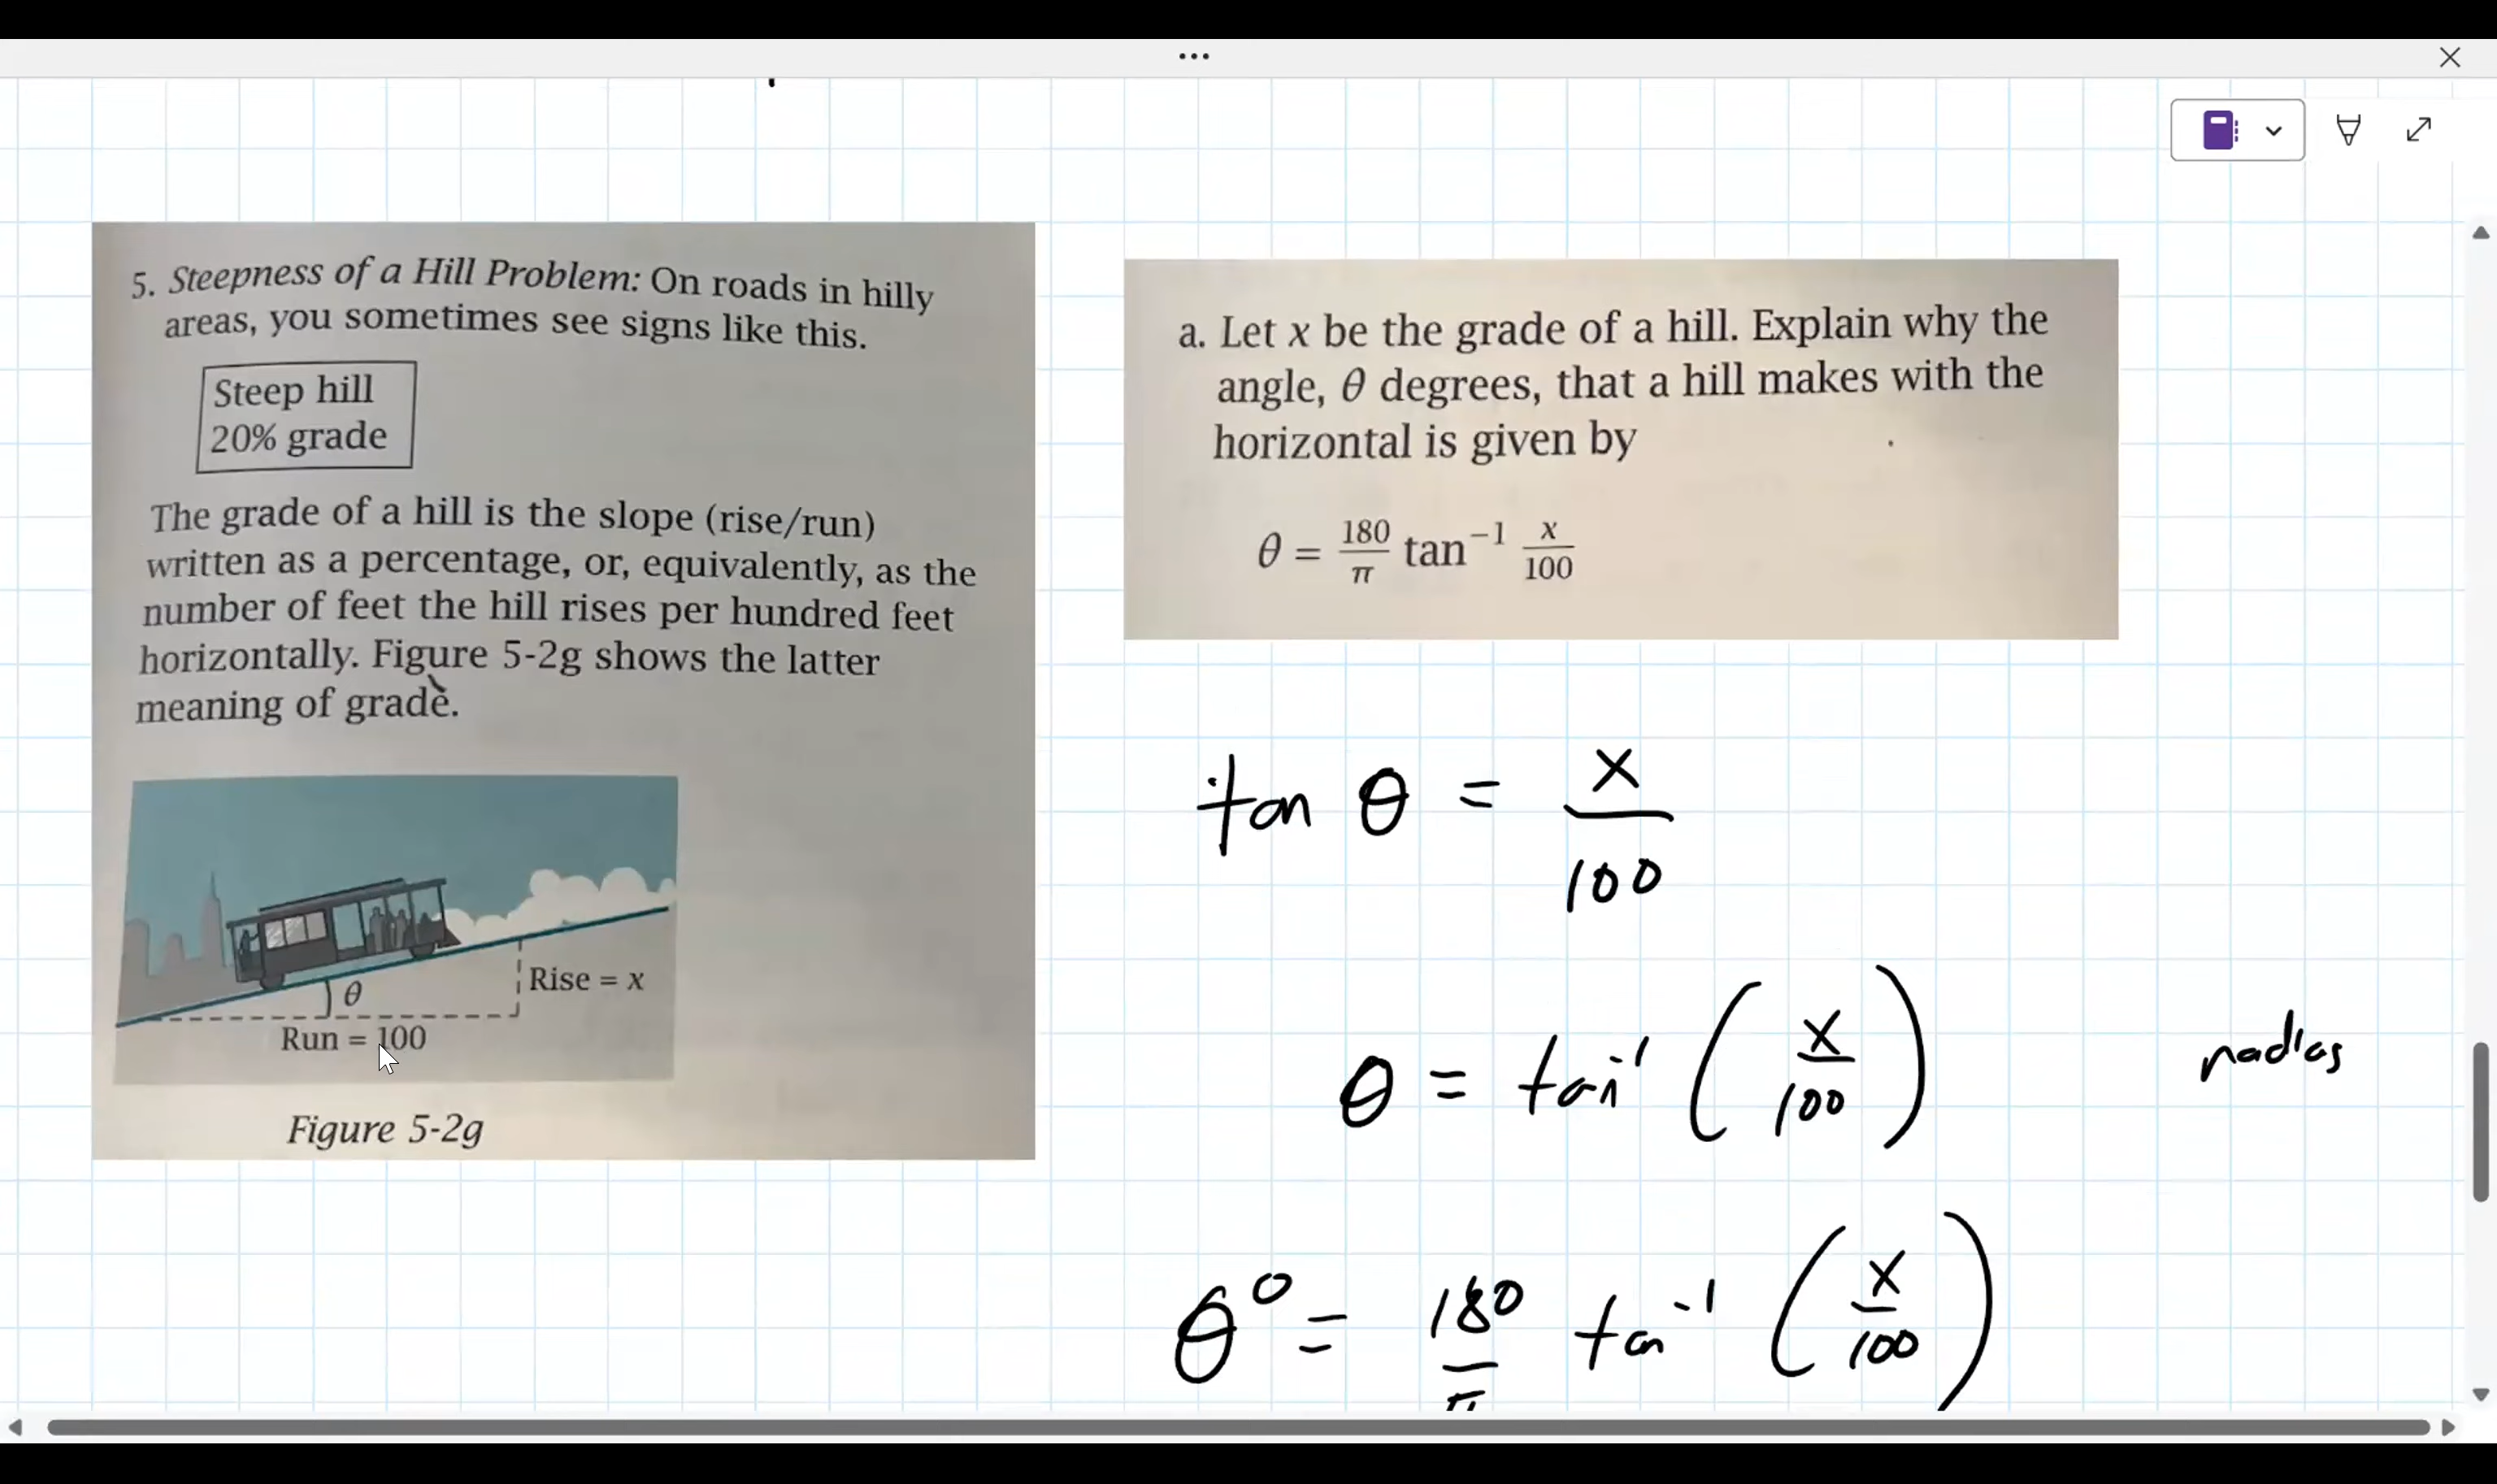 5. Steepness of a Hill Problem: On roads in hilly
areas, you sometimes see signs like this.
Steep hill
20% grade
The grade of a hill is the slope (rise/run)
written as a percentage, or, equivalently, as the
number of feet the hill rises per hundred feet
horizontally. Figure 5-2g shows the latter
meaning of grade.
θ
Rise = x
Run = 100
Figure 5-2g
a. Let x be the grade of a hill. Explain why the
angle, θ degrees, that a hill makes with the
horizontal is given by
θ = 180/π tan⁻¹ x/100
tan θ = x/100
θ = tan⁻¹ (x/100)
θ° = 180/π tan⁻¹ (x/100)